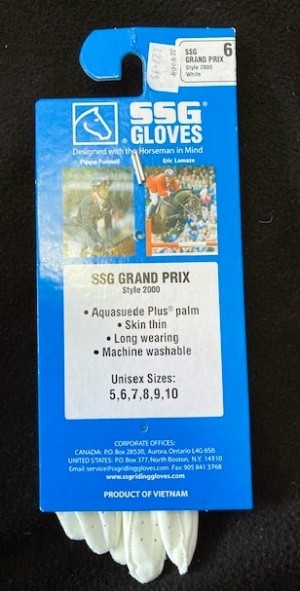 SSG
GRAND PRIX
Style 2000
White
6
SSG®
GLOVES
Designed with the Horseman in Mind
Pippa Funnell
Eric Lamaze
SSG GRAND PRIX
Style 2000
• Aquasuede Plus® palm
• Skin thin
• Long wearing
• Machine washable
Unisex Sizes:
5,6,7,8,9,10
CORPORATE OFFICES:
CANADA: P.O. Box 28530, Aurora, Ontario L4G 6S6
UNITED STATES: P.O. Box 377, North Boston, N.Y. 14110
Email: service@ssgridinggloves.com Fax: 905 841 3768
www.ssgridinggloves.com
PRODUCT OF VIETNAM